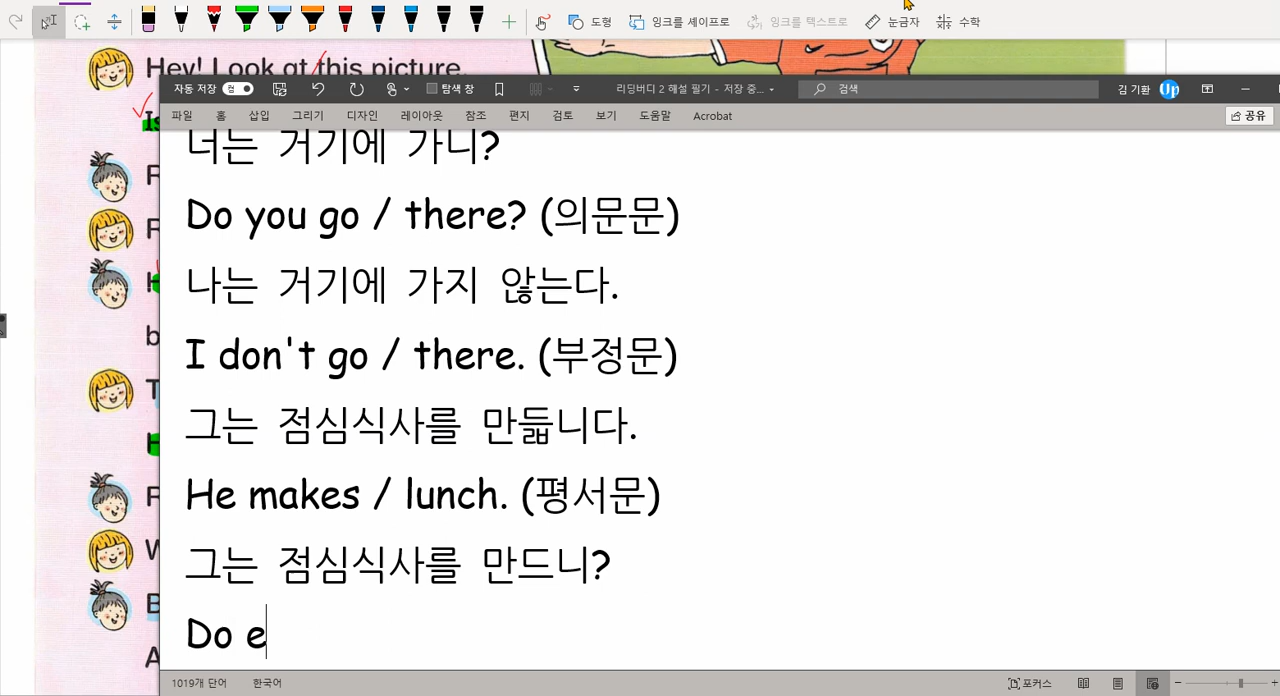 도형
잉크를 셰이프로
잉크를 텍스트로
눈금자
수학
Hey! Look at this picture.
자동 저장
탐색 창
리딩버디 2 해설 필기 - 저장 중...
검색
김 기환
파일 홈 삽입 그리기 디자인 레이아웃 참조 편지 검토 보기 도움말 Acrobat
공유
너는 거기에 가니?
Do you go / there? (의문문)
나는 거기에 가지 않는다.
I don't go / there. (부정문)
그는 점심식사를 만듧니다.
He makes / lunch. (평서문)
그는 점심식사를 만드니?
Do e
1019개 단어 한국어
포커스